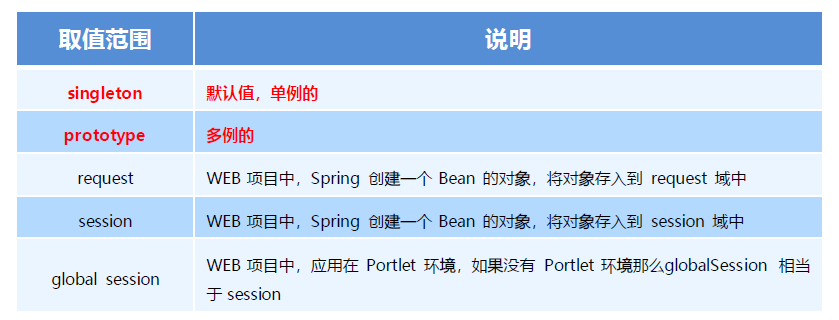 取值范围 说明
singleton 默认值，单例的
prototype 多例的
request WEB 项目中，Spring 创建一个 Bean 的对象，将对象存入到 request 域中
session WEB 项目中，Spring 创建一个 Bean 的对象，将对象存入到 session 域中
global session WEB 项目中，应用在 Portlet 环境，如果没有 Portlet 环境那么globalSession 相当
于 session